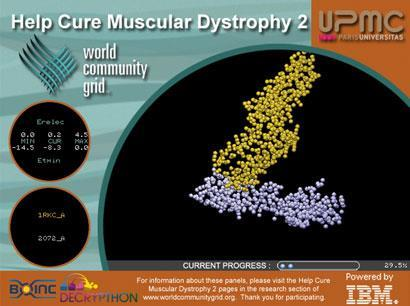 Help Cure Muscular Dystrophy 2
UPMC
PARISUNIVERSITAS
world
community
grid
Erelec
0.0 0.2 4.5
MIN CUR MAX
-14.5 -8.3 0.0
Etwin
1RKC_A
2072_A
CURRENT PROGRESS : 29.5%
BOINC DECRYPTHON
For information about these panels, please visit the Help Cure
Muscular Dystrophy 2 pages in the research section of
www.worldcommunitygrid.org. Thank you for participating
Powered by
IBM.